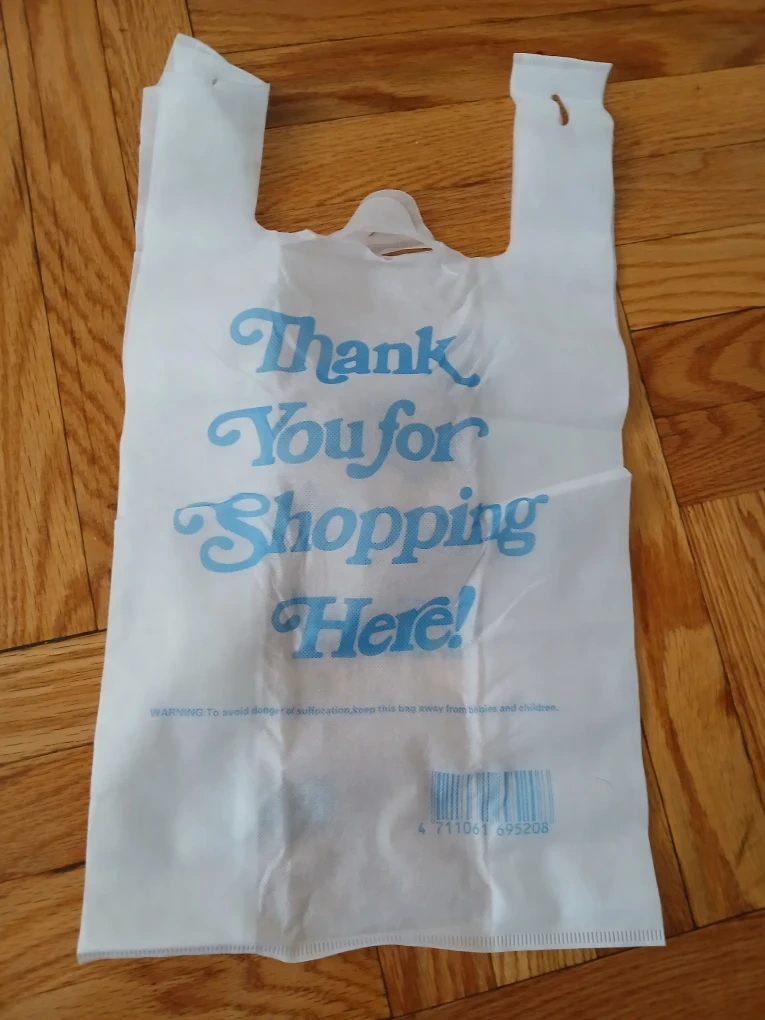 Thank
You for
Shopping
Here!
WARNING:To avoid danger of suffocation,keep this bag away from babies and children.
4 711061 695208